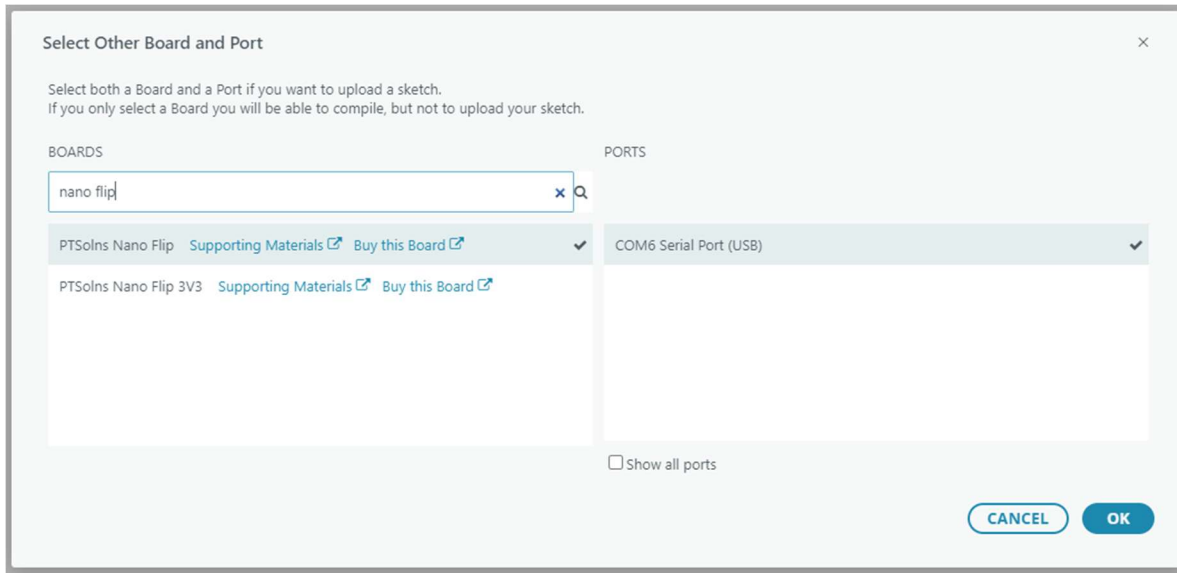 Select Other Board and Port
Select both a Board and a Port if you want to upload a sketch.
If you only select a Board you will be able to compile, but not to upload your sketch.
BOARDS
PORTS
nano flip
PTSolns Nano Flip Supporting Materials Buy this Board
COM6 Serial Port (USB)
PTSolns Nano Flip 3V3 Supporting Materials Buy this Board
Show all ports
CANCEL
OK